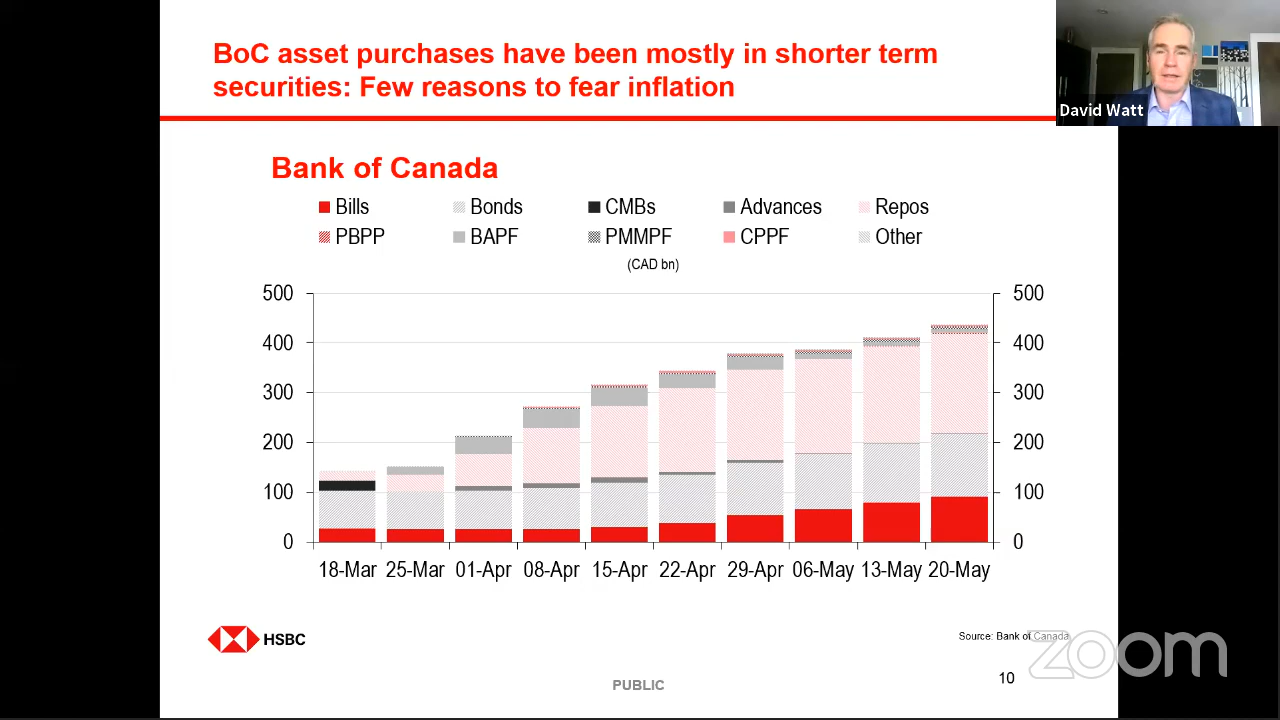 BoC asset purchases have been mostly in shorter term
securities: Few reasons to fear inflation
David Watt
Bank of Canada
Bills Bonds CMBs Advances Repos
PBPP BAPF PMMPF CPPF Other
(CAD bn)
500 500
400 400
300 300
200 200
100 100
0 0
18-Mar 25-Mar 01-Apr 08-Apr 15-Apr 22-Apr 29-Apr 06-May 13-May 20-May
HSBC
Source: Bank of Canada
zoom
10
PUBLIC